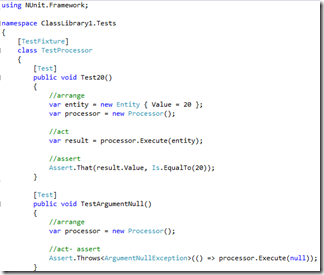 using NUnit.Framework;
namespace ClassLibrary1.Tests
{
[TestFixture]
class TestProcessor
{
[Test]
public void Test20()
{
//arrange
var entity = new Entity { Value = 20 };
var processor = new Processor();
//act
var result = processor.Execute(entity);
//assert
Assert.That(result.Value, Is.EqualTo(20));
}
[Test]
public void TestArgumentNull()
{
//arrange
var processor = new Processor();
//act- assert
Assert.Throws<ArgumentNullException>(() => processor.Execute(null));
}